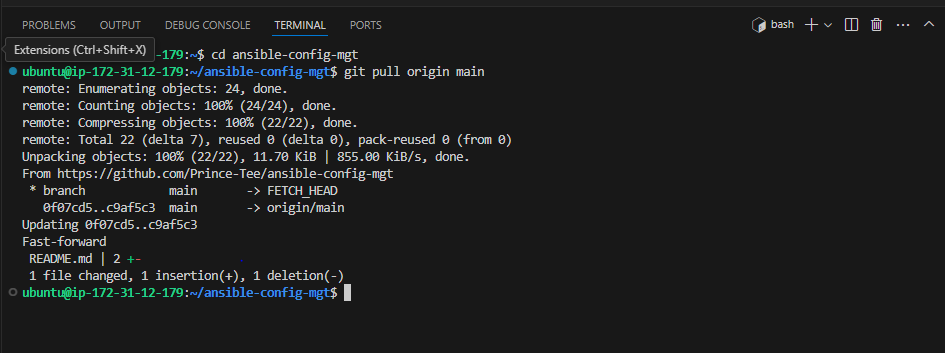 PROBLEMS OUTPUT DEBUG CONSOLE TERMINAL PORTS bash
Extensions (Ctrl+Shift+X) -179:~$ cd ansible-config-mgt
ubuntu@ip-172-31-12-179:~/ansible-config-mgt$ git pull origin main
remote: Enumerating objects: 24, done.
remote: Counting objects: 100% (24/24), done.
remote: Compressing objects: 100% (22/22), done.
remote: Total 22 (delta 7), reused 0 (delta 0), pack-reused 0 (from 0)
Unpacking objects: 100% (22/22), 11.70 KiB | 855.00 KiB/s, done.
From https://github.com/Prince-Tee/ansible-config-mgt
 * branch            main       -> FETCH_HEAD
   0f07cd5..c9af5c3  main       -> origin/main
Updating 0f07cd5..c9af5c3
Fast-forward
 README.md | 2 +-
 1 file changed, 1 insertion(+), 1 deletion(-)
ubuntu@ip-172-31-12-179:~/ansible-config-mgt$